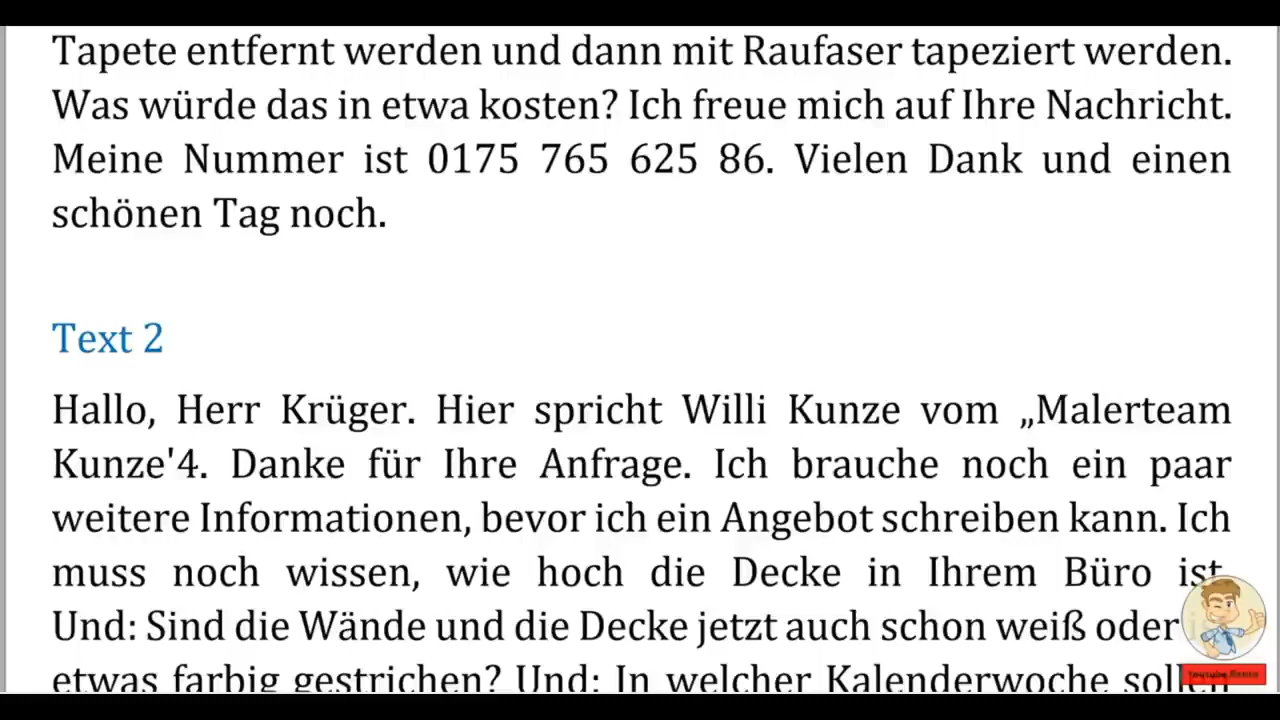 Tapete entfernt werden und dann mit Raufaser tapeziert werden.
Was würde das in etwa kosten? Ich freue mich auf Ihre Nachricht.
Meine Nummer ist 0175 765 625 86. Vielen Dank und einen
schönen Tag noch.
Text 2
Hallo, Herr Krüger. Hier spricht Willi Kunze vom „Malerteam
Kunze'4. Danke für Ihre Anfrage. Ich brauche noch ein paar
weitere Informationen, bevor ich ein Angebot schreiben kann. Ich
muss noch wissen, wie hoch die Decke in Ihrem Büro ist.
Und: Sind die Wände und die Decke jetzt auch schon weiß oder
etwas farbig gestrichen? Und: In welcher Kalenderwoche sollen